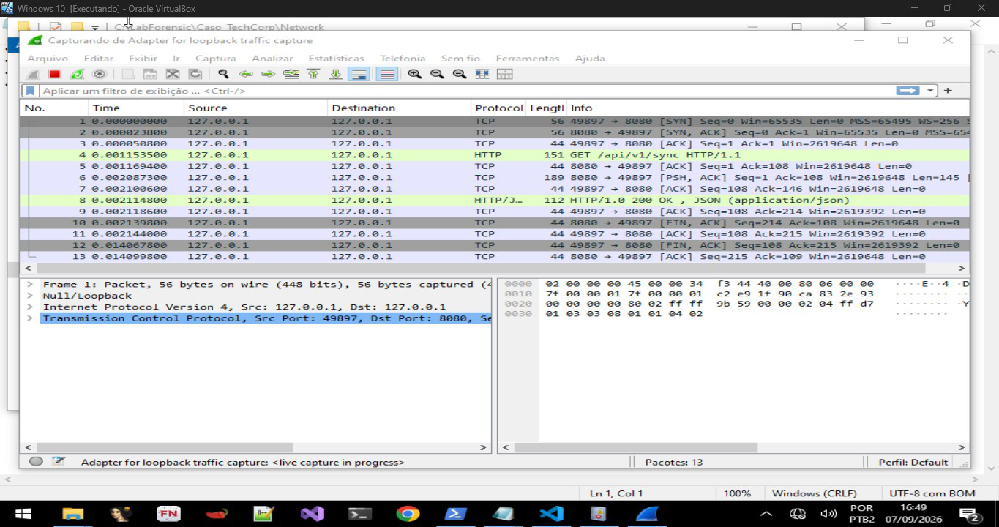 Windows 10 [Executando] - Oracle VirtualBox
C:\LabForensic\Caso_TechCorp\Network
Capturando de Adapter for loopback traffic capture
Arquivo Editar Exibir Ir Captura Analizar Estatísticas Telefonia Sem fio Ferramentas Ajuda
Aplicar um filtro de exibição ... <Ctrl-/>
No. Time Source Destination Protocol Lengtl Info
1 0.000000000 127.0.0.1 127.0.0.1 TCP 56 49897 → 8080 [SYN] Seq=0 Win=65535 Len=0 MSS=65495 WS=256 S
2 0.000023800 127.0.0.1 127.0.0.1 TCP 56 8080 → 49897 [SYN, ACK] Seq=0 Ack=1 Win=65535 Len=0 MSS=654
3 0.000050800 127.0.0.1 127.0.0.1 TCP 44 49897 → 8080 [ACK] Seq=1 Ack=1 Win=2619648 Len=0
4 0.001153500 127.0.0.1 127.0.0.1 HTTP 151 GET /api/v1/sync HTTP/1.1
5 0.001169400 127.0.0.1 127.0.0.1 TCP 44 8080 → 49897 [ACK] Seq=1 Ack=108 Win=2619648 Len=0
6 0.002087300 127.0.0.1 127.0.0.1 TCP 189 8080 → 49897 [PSH, ACK] Seq=1 Ack=108 Win=2619648 Len=145 [
7 0.002100600 127.0.0.1 127.0.0.1 TCP 44 49897 → 8080 [ACK] Seq=108 Ack=146 Win=2619648 Len=0
8 0.002114800 127.0.0.1 127.0.0.1 HTTP/J… 112 HTTP/1.0 200 OK , JSON (application/json)
9 0.002118600 127.0.0.1 127.0.0.1 TCP 44 49897 → 8080 [ACK] Seq=108 Ack=214 Win=2619392 Len=0
10 0.002139800 127.0.0.1 127.0.0.1 TCP 44 8080 → 49897 [FIN, ACK] Seq=214 Ack=108 Win=2619648 Len=0
11 0.002144000 127.0.0.1 127.0.0.1 TCP 44 49897 → 8080 [ACK] Seq=108 Ack=215 Win=2619392 Len=0
12 0.014067800 127.0.0.1 127.0.0.1 TCP 44 49897 → 8080 [FIN, ACK] Seq=108 Ack=215 Win=2619392 Len=0
13 0.014099800 127.0.0.1 127.0.0.1 TCP 44 8080 → 49897 [ACK] Seq=215 Ack=109 Win=2619648 Len=0
Frame 1: Packet, 56 bytes on wire (448 bits), 56 bytes captured (4
Null/Loopback
Internet Protocol Version 4, Src: 127.0.0.1, Dst: 127.0.0.1
Transmission Control Protocol, Src Port: 49897, Dst Port: 8080, Se
0000 02 00 00 00 45 00 00 34 f3 44 40 00 80 06 00 00 ····E··4 ·D
0010 7f 00 00 01 7f 00 00 01 c2 e9 1f 90 ca 83 2e 93 ········ ··
0020 00 00 00 00 80 02 ff ff 9b 59 00 00 02 04 ff d7 ········ ·Y
0030 01 03 03 08 01 01 04 02 ········
Adapter for loopback traffic capture: <live capture in progress>
Pacotes: 13
Perfil: Default
Ln 1, Col 1
100%
Windows (CRLF)
UTF-8 com BOM
FN
POR
PTB2
16:49
07/09/2026
2